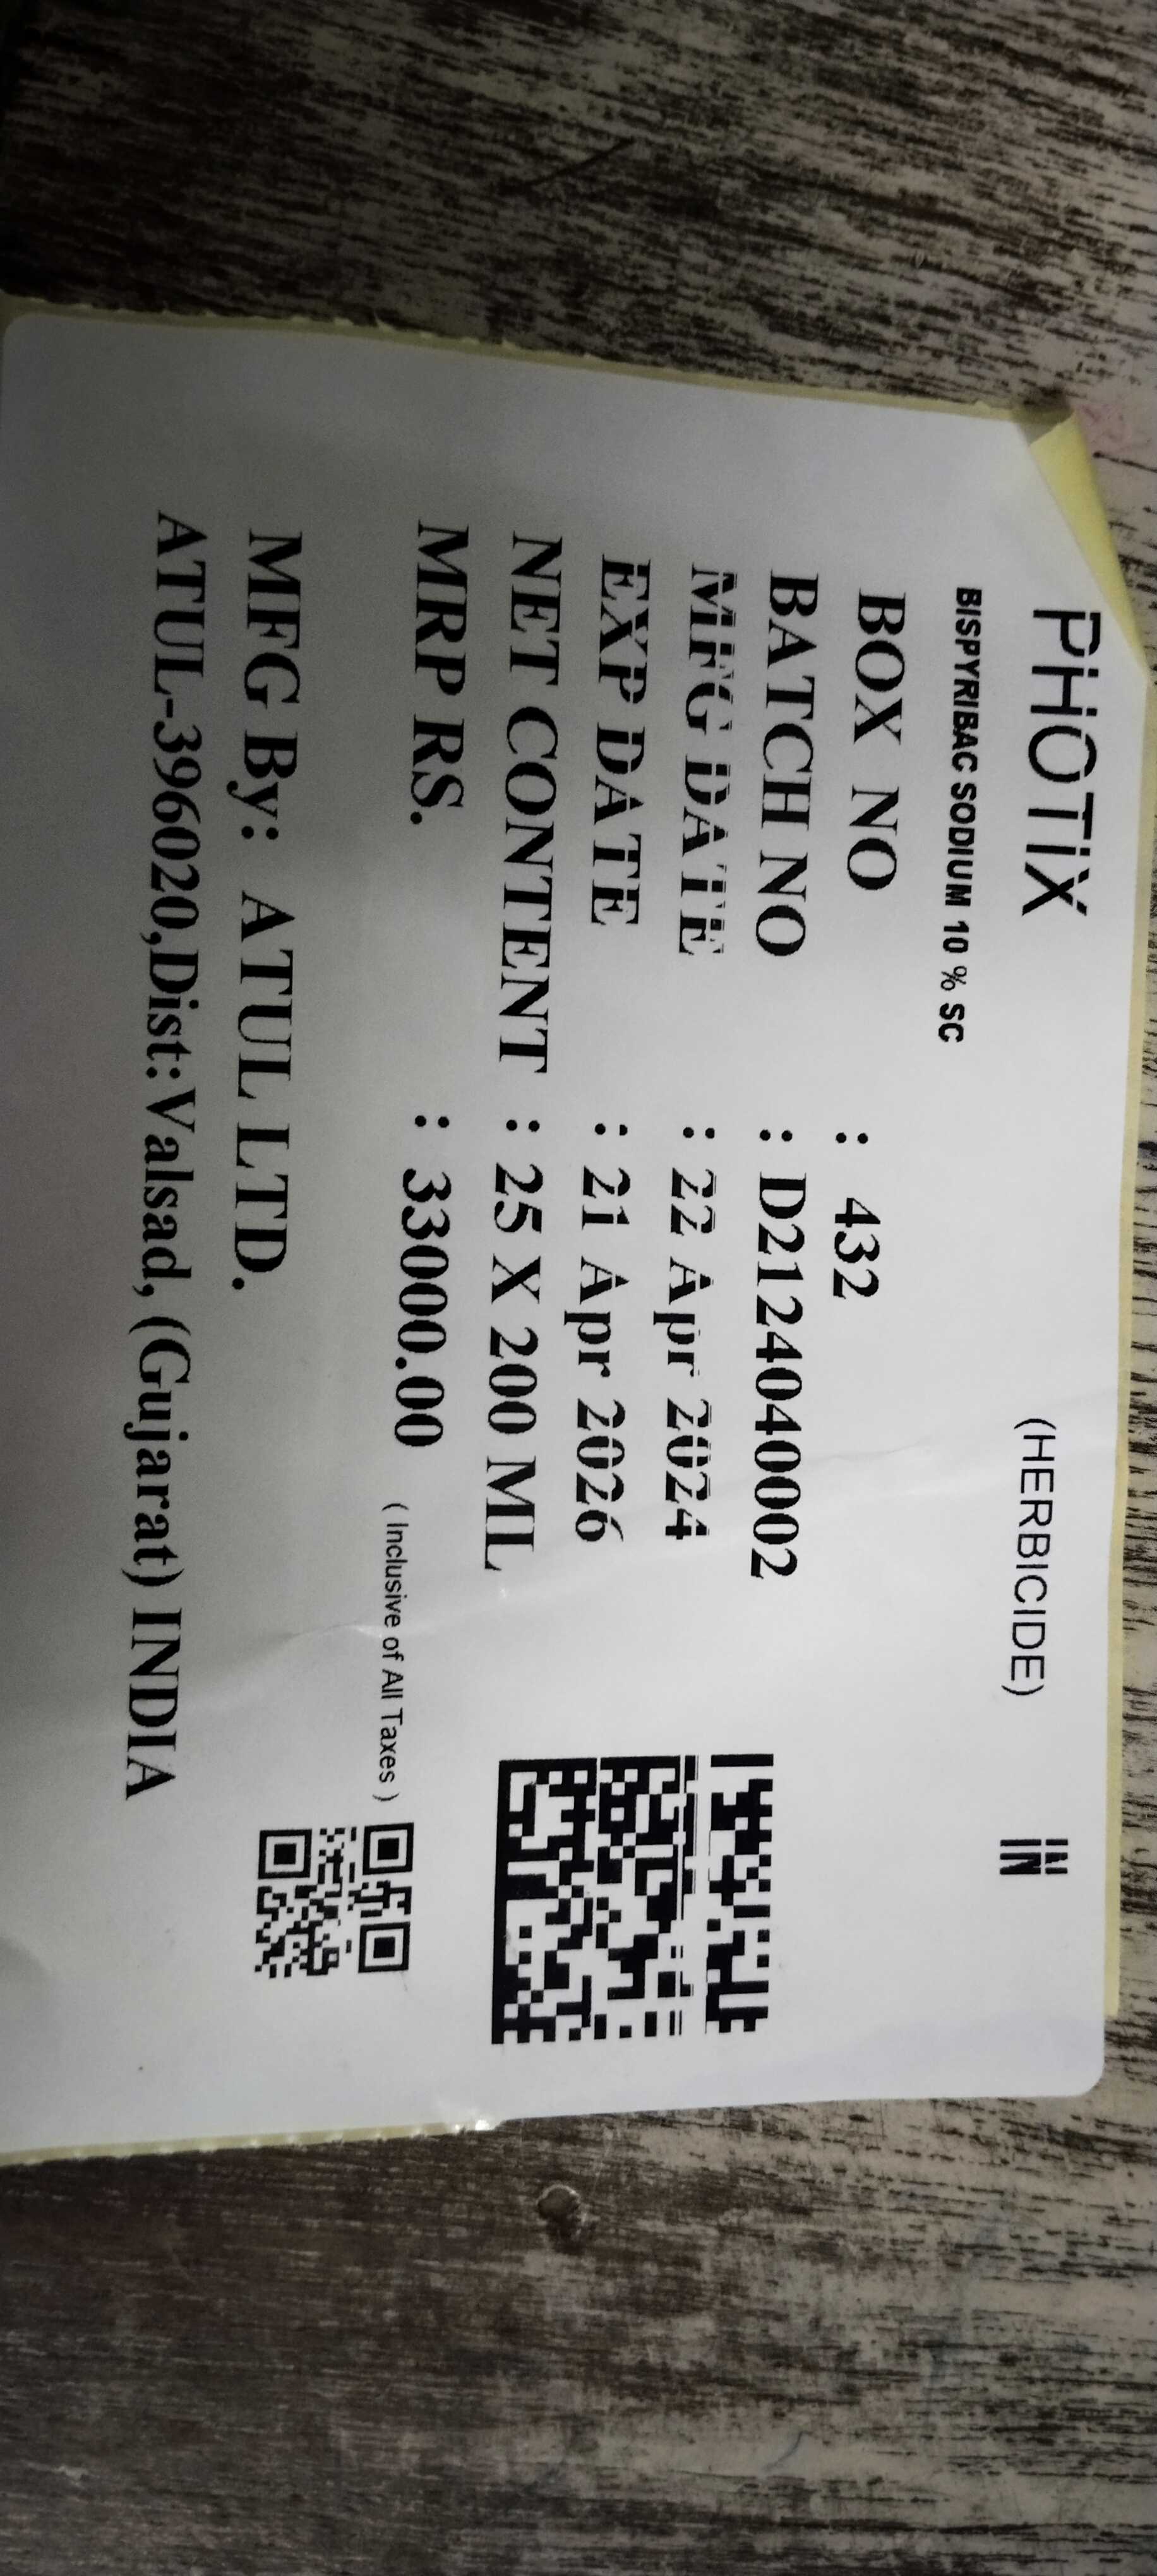 PHOTIX (HERBICIDE) IN
BISPYRIBAC SODIUM 10 % SC
BOX NO : 432
BATCH NO : D212404002
MFG DATE : 22 Apr 2024
EXP DATE : 21 Apr 2026
NET CONTENT : 25 X 200 ML
MRP RS. : 33000.00 ( Inclusive of All Taxes )
MFG By: ATUL LTD.
ATUL-396020,Dist:Valsad, (Gujarat) INDIA